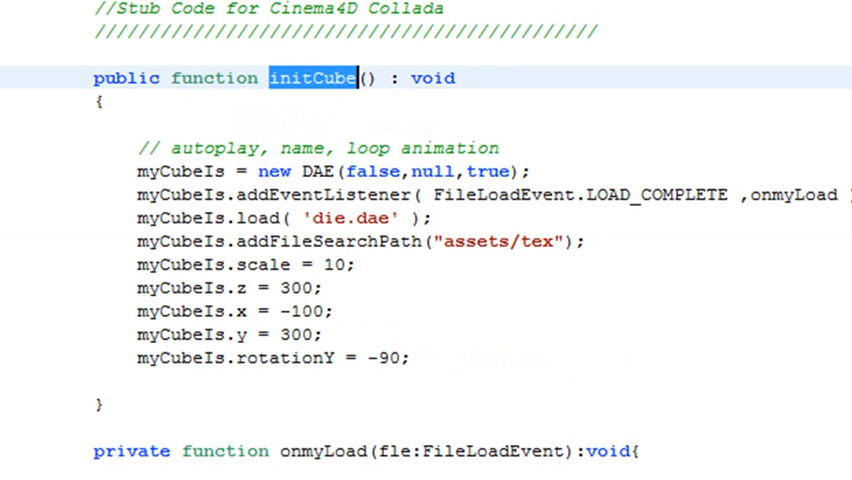 //Stub Code for Cinema4D Collada
//////////////////////////////////////////////
public function initCube() : void
{
// autoplay, name, loop animation
myCubeIs = new DAE(false,null,true);
myCubeIs.addEventListener( FileLoadEvent.LOAD_COMPLETE ,onmyLoad )
myCubeIs.load( 'die.dae' );
myCubeIs.addFileSearchPath("assets/tex");
myCubeIs.scale = 10;
myCubeIs.z = 300;
myCubeIs.x = -100;
myCubeIs.y = 300;
myCubeIs.rotationY = -90;
}
private function onmyLoad(fle:FileLoadEvent):void{